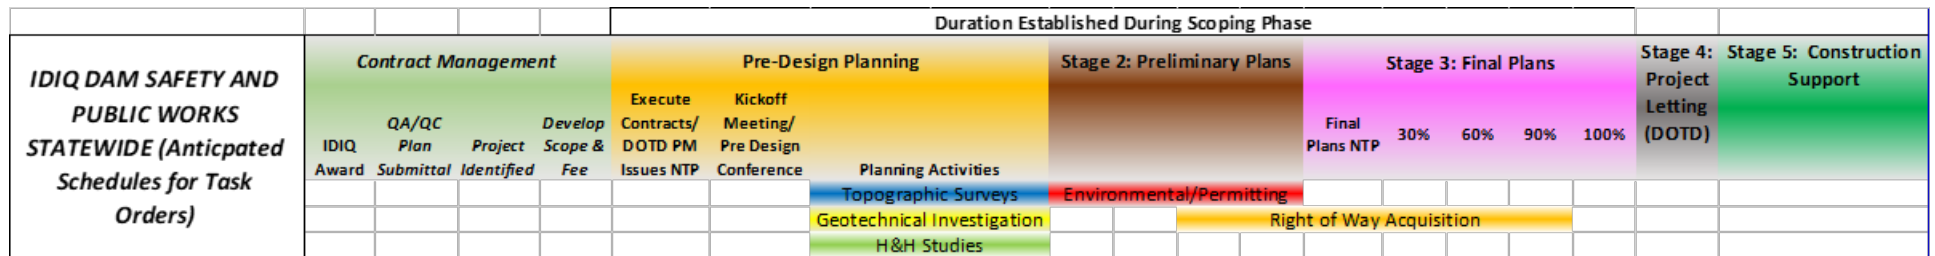 Duration Established During Scoping Phase
IDIQ DAM SAFETY AND
PUBLIC WORKS
STATEWIDE (Anticpated
Schedules for Task
Orders)
Contract Management
IDIQ
Award
QA/QC
Plan
Submittal
Project
Identified
Develop
Scope &
Fee
Pre-Design Planning
Execute
Contracts/
DOTD PM
Issues NTP
Kickoff
Meeting/
Pre Design
Conference
Planning Activities
Stage 2: Preliminary Plans
Stage 3: Final Plans
Final
Plans NTP
30%
60%
90%
100%
Stage 4:
Project
Letting
(DOTD)
Stage 5: Construction
Support
Topographic Surveys
Environmental/Permitting
Geotechnical Investigation
Right of Way Acquisition
H&H Studies